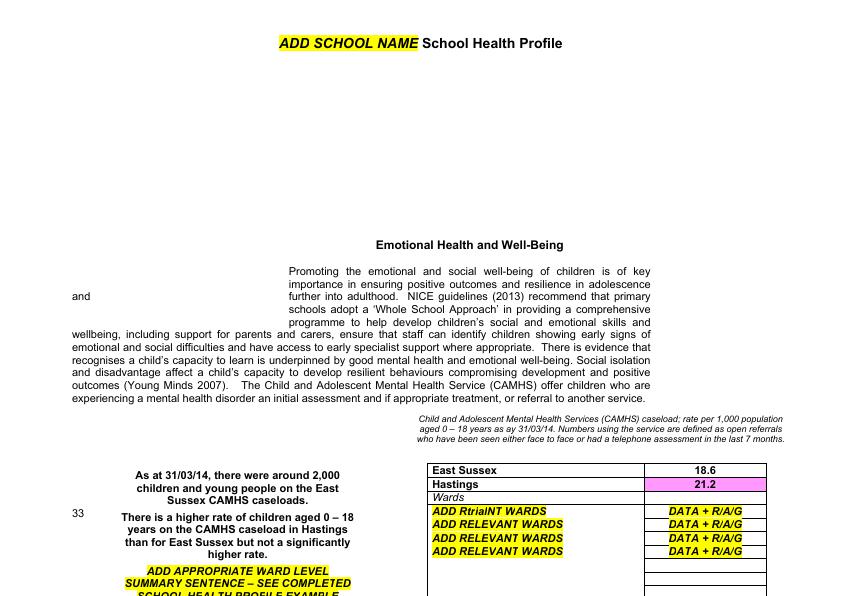 ADD SCHOOL NAME School Health Profile
Emotional Health and Well-Being
Promoting the emotional and social well-being of children is of key
importance in ensuring positive outcomes and resilience in adolescence
and further into adulthood. NICE guidelines (2013) recommend that primary
schools adopt a ‘Whole School Approach’ in providing a comprehensive
programme to help develop children’s social and emotional skills and
wellbeing, including support for parents and carers, ensure that staff can identify children showing early signs of
emotional and social difficulties and have access to early specialist support where appropriate. There is evidence that
recognises a child’s capacity to learn is underpinned by good mental health and emotional well-being. Social isolation
and disadvantage affect a child’s capacity to develop resilient behaviours compromising development and positive
outcomes (Young Minds 2007). The Child and Adolescent Mental Health Service (CAMHS) offer children who are
experiencing a mental health disorder an initial assessment and if appropriate treatment, or referral to another service.
Child and Adolescent Mental Health Services (CAMHS) caseload; rate per 1,000 population
aged 0 – 18 years as ay 31/03/14. Numbers using the service are defined as open referrals
who have been seen either face to face or had a telephone assessment in the last 7 months.
As at 31/03/14, there were around 2,000
children and young people on the East
Sussex CAMHS caseloads.
33
There is a higher rate of children aged 0 – 18
years on the CAMHS caseload in Hastings
than for East Sussex but not a significantly
higher rate.
ADD APPROPRIATE WARD LEVEL
SUMMARY SENTENCE – SEE COMPLETED
SCHOOL HEALTH PROFILE EXAMPLE
East Sussex 18.6
Hastings 21.2
Wards
ADD RtriaINT WARDS DATA + R/A/G
ADD RELEVANT WARDS DATA + R/A/G
ADD RELEVANT WARDS DATA + R/A/G
ADD RELEVANT WARDS DATA + R/A/G